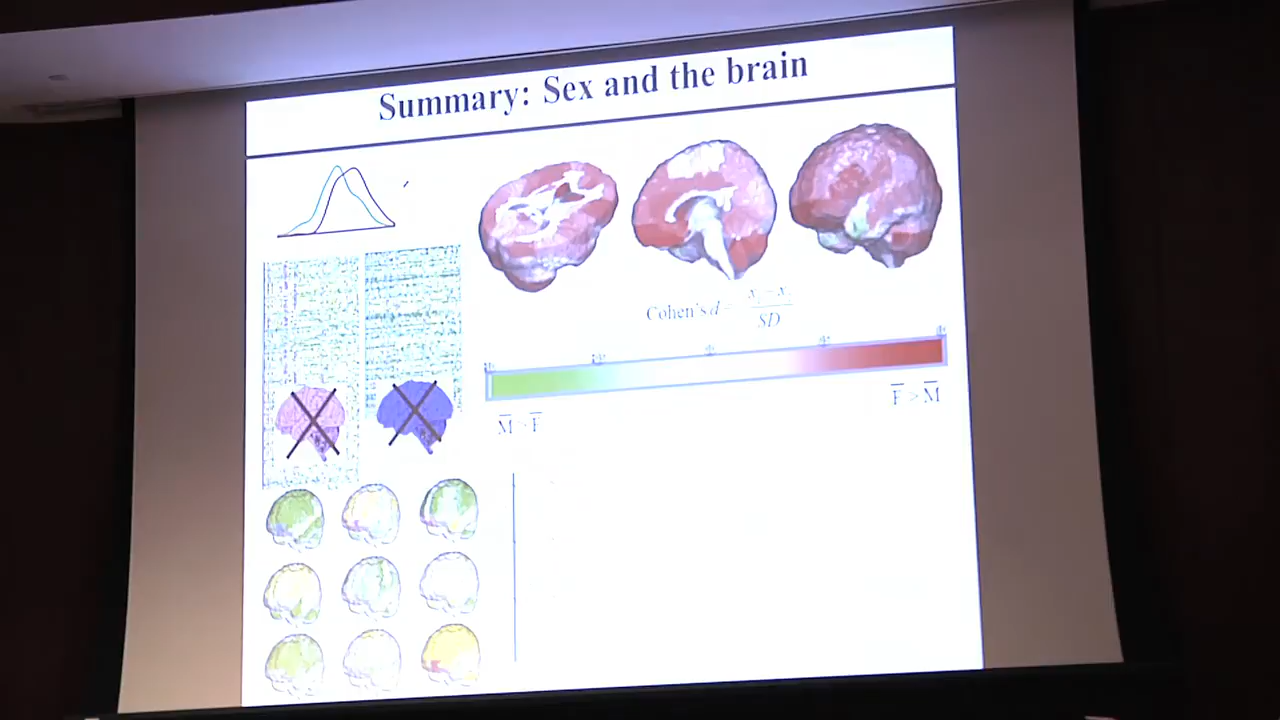 Summary: Sex and the brain
Cohen's d =
SD
M > F
F > M